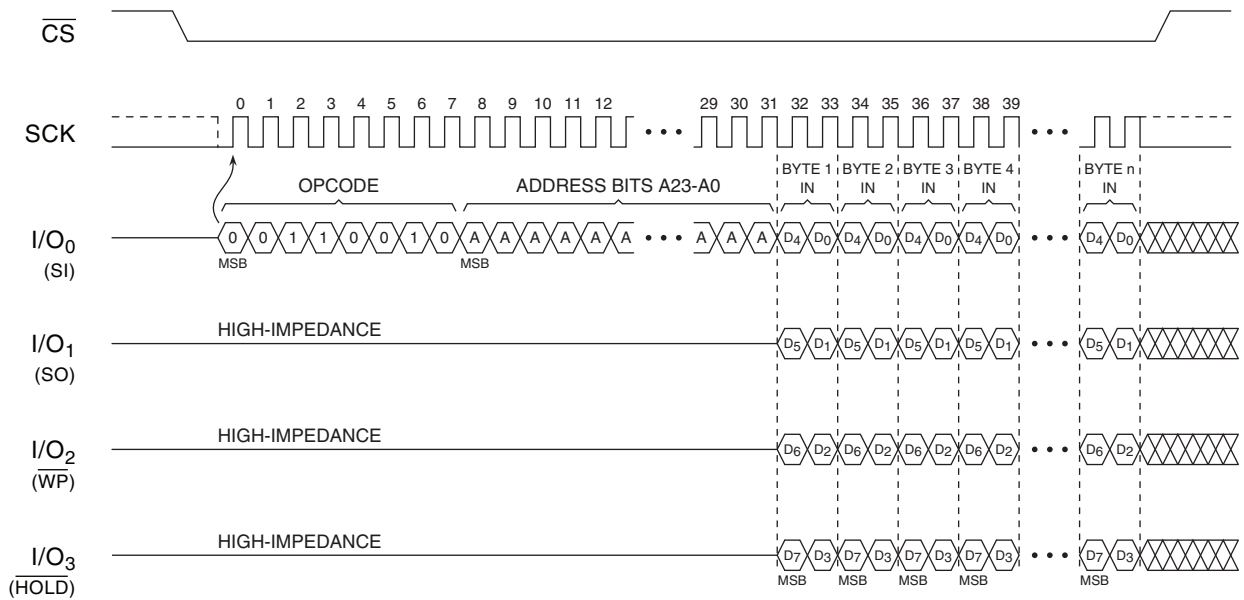 CS
0 1 2 3 4 5 6 7 8 9 10 11 12 29 30 31 32 33 34 35 36 37 38 39
SCK
BYTE 1 IN BYTE 2 IN BYTE 3 IN BYTE 4 IN BYTE n IN
OPCODE ADDRESS BITS A23-A0
I/O0 0 0 1 1 0 0 1 0 A A A A A A A A A D4 D0 D4 D0 D4 D0 D4 D0 D4 D0
(SI) MSB MSB
HIGH-IMPEDANCE
I/O1 D5 D1 D5 D1 D5 D1 D5 D1 D5 D1
(SO)
HIGH-IMPEDANCE
I/O2 D6 D2 D6 D2 D6 D2 D6 D2 D6 D2
(WP)
HIGH-IMPEDANCE
I/O3 D7 D3 D7 D3 D7 D3 D7 D3 D7 D3
(HOLD) MSB MSB MSB MSB MSB